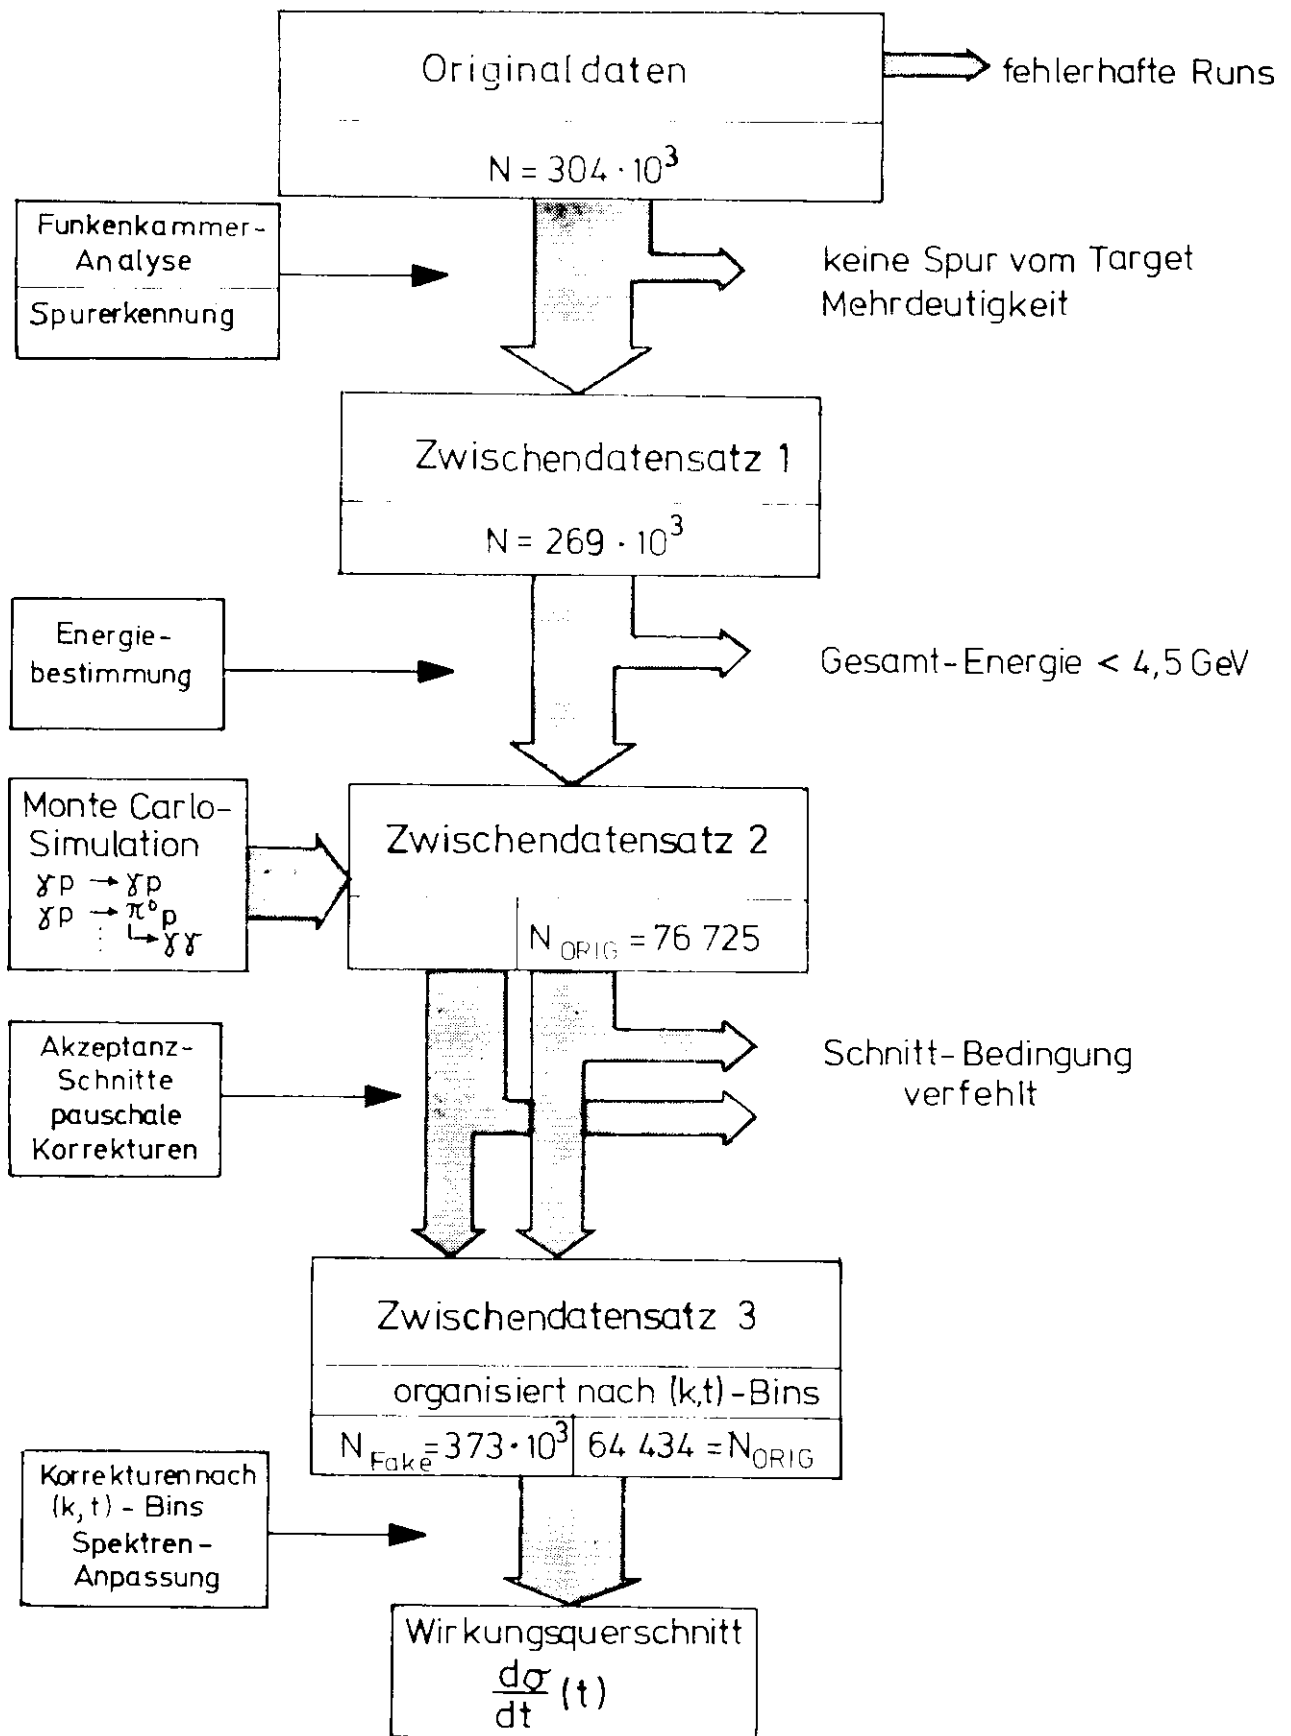 Originaldaten
fehlerhafte Runs
N = 304 · 10³
Funkenkammer-
Analyse
Spurerkennung
keine Spur vom Target
Mehrdeutigkeit
Zwischendatensatz 1
N = 269 · 10³
Energie-
bestimmung
Gesamt-Energie < 4,5 GeV
Monte Carlo-
Simulation
γp → γp
γp → π⁰p
⋮ ↳ γγ
Zwischendatensatz 2
N_ORIG = 76 725
Akzeptanz-
Schnitte
pauschale
Korrekturen
Schnitt-Bedingung
verfehlt
Zwischendatensatz 3
organisiert nach (k,t)-Bins
N_Fake = 373 · 10³ 64 434 = N_ORIG
Korrekturen nach
(k,t) - Bins
Spektren-
Anpassung
Wirkungsquerschnitt
dσ/dt (t)